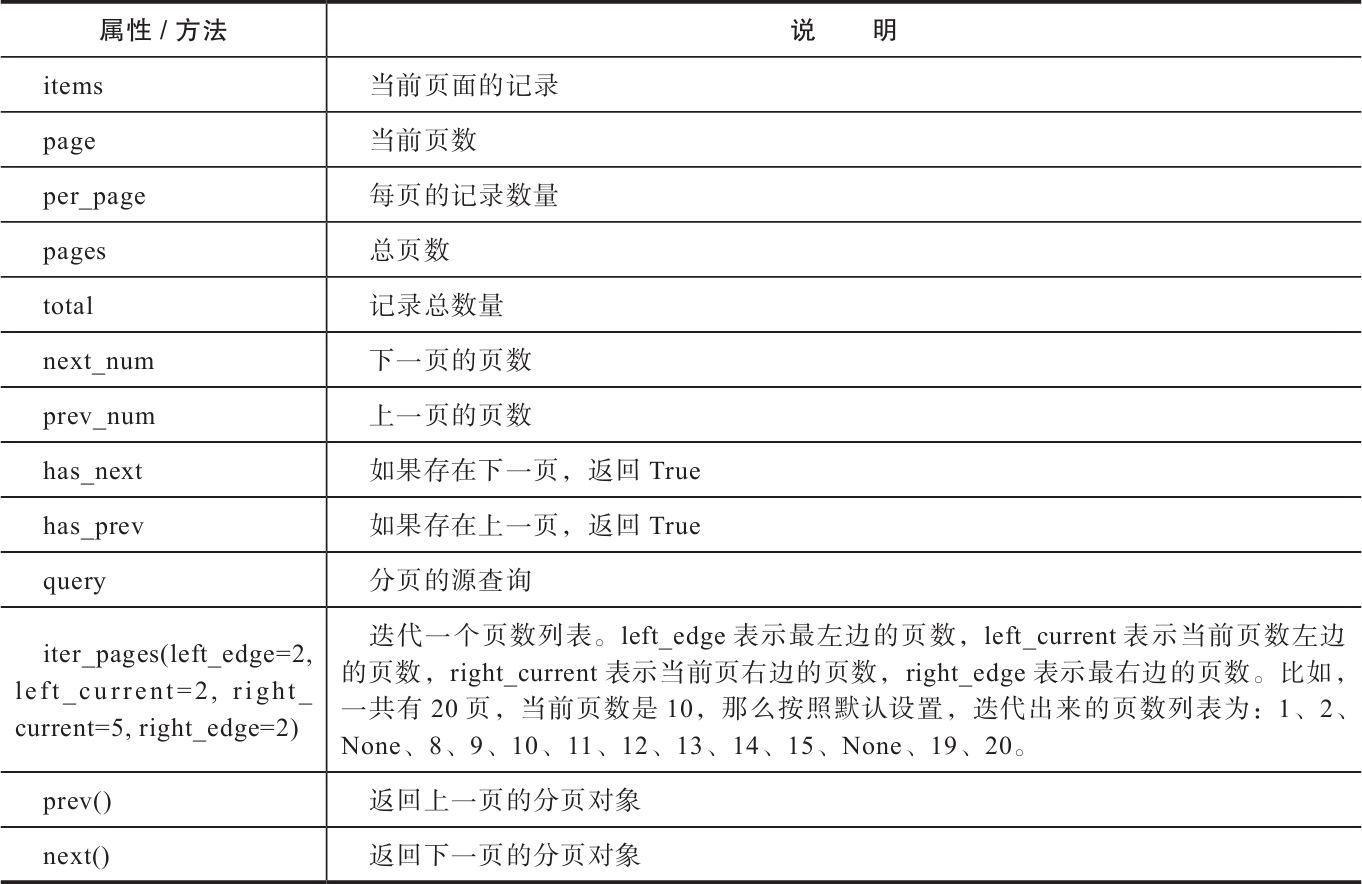 属性 / 方法
说 明
items
当前页面的记录
page
当前页数
per_page
每页的记录数量
pages
总页数
total
记录总数量
next_num
下一页的页数
prev_num
上一页的页数
has_next
如果存在下一页，返回 True
has_prev
如果存在上一页，返回 True
query
分页的源查询
iter_pages(left_edge=2,
left_current=2, right_
current=5, right_edge=2)
迭代一个页数列表。left_edge 表示最左边的页数，left_current 表示当前页数左边
的页数，right_current 表示当前页右边的页数，right_edge 表示最右边的页数。比如，
一共有 20 页，当前页数是 10，那么按照默认设置，迭代出来的页数列表为：1、2、
None、8、9、10、11、12、13、14、15、None、19、20。
prev()
返回上一页的分页对象
next()
返回下一页的分页对象